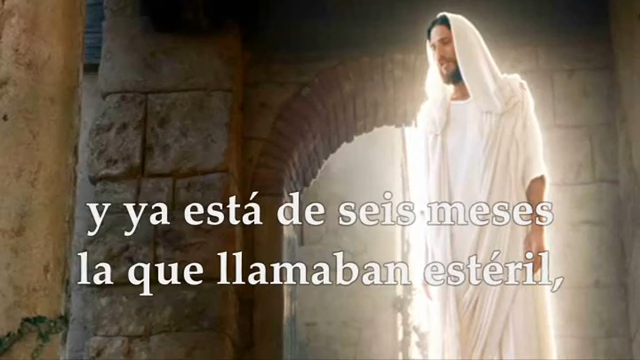 y ya está de seis meses
la que llamaban estéril,